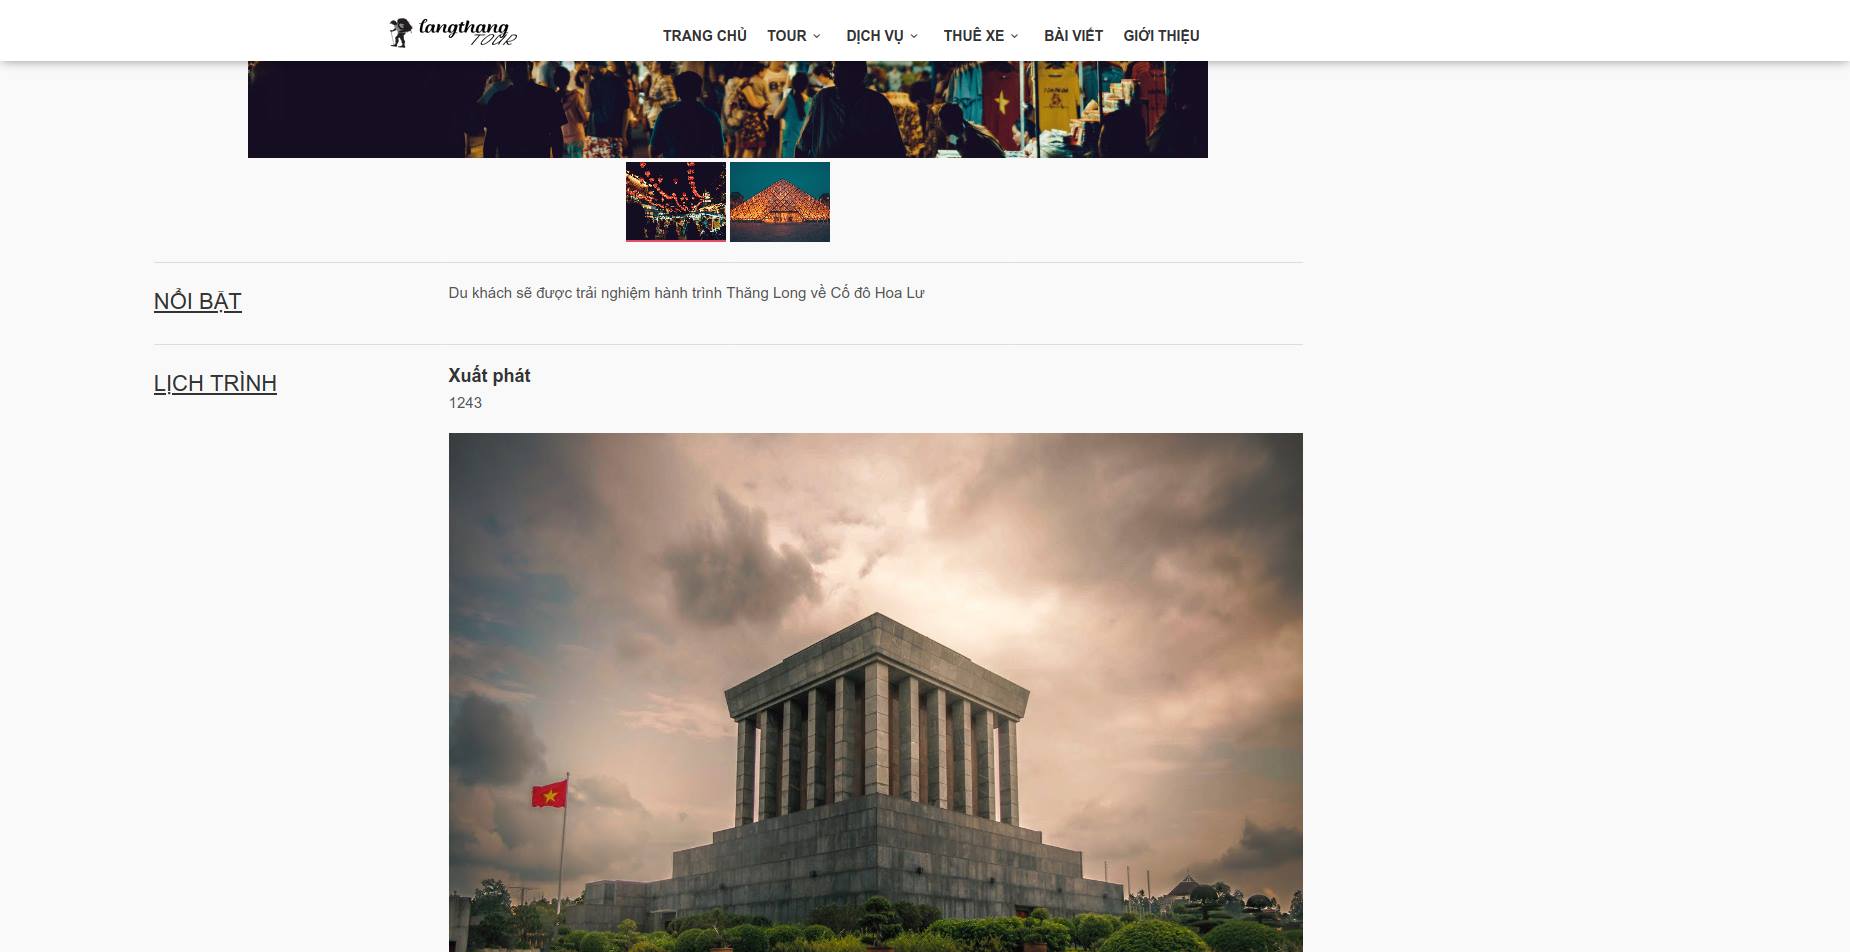 langthang
TOUR
TRANG CHỦ TOUR DỊCH VỤ THUÊ XE BÀI VIẾT GIỚI THIỆU
NỔI BẬT
Du khách sẽ được trải nghiệm hành trình Thăng Long về Cố đô Hoa Lư
LỊCH TRÌNH
Xuất phát
1243